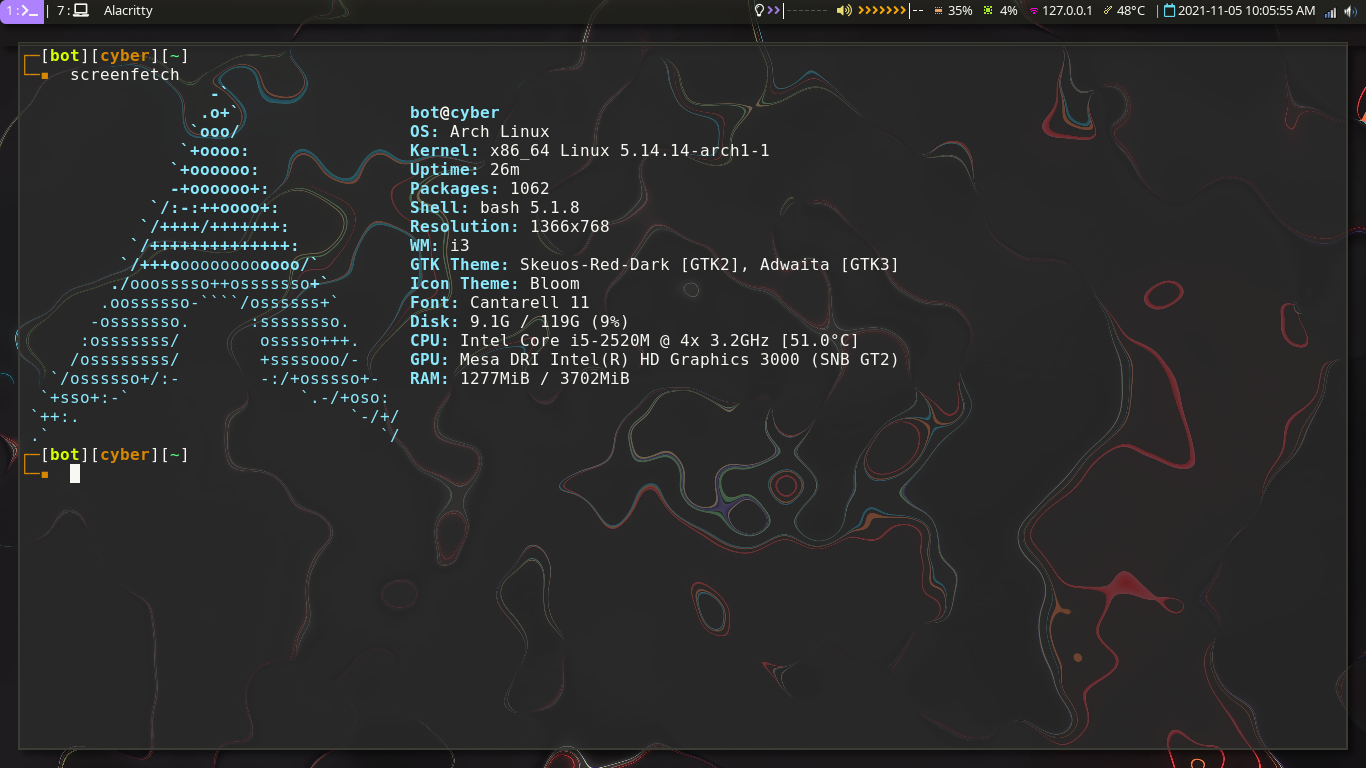 1: >_ | 7: Alacritty
|------- >>>>>>>|-- 35% 4% 127.0.0.1 48°C | 2021-11-05 10:05:55 AM
┌─[bot][cyber][~]
└─▪  screenfetch
                   -`
                  .o+`                 bot@cyber
                 `ooo/                 OS: Arch Linux
                `+oooo:                Kernel: x86_64 Linux 5.14.14-arch1-1
               `+oooooo:               Uptime: 26m
               -+oooooo+:              Packages: 1062
             `/:-:++oooo+:             Shell: bash 5.1.8
            `/++++/+++++++:            Resolution: 1366x768
           `/++++++++++++++:           WM: i3
          `/+++ooooooooooooo/`         GTK Theme: Skeuos-Red-Dark [GTK2], Adwaita [GTK3]
         ./ooosssso++osssssso+`        Icon Theme: Bloom
        .oossssso-````/ossssss+`       Font: Cantarell 11
       -osssssso.      :ssssssso.      Disk: 9.1G / 119G (9%)
      :osssssss/        osssso+++.     CPU: Intel Core i5-2520M @ 4x 3.2GHz [51.0°C]
     /ossssssss/        +ssssooo/-     GPU: Mesa DRI Intel(R) HD Graphics 3000 (SNB GT2)
   `/ossssso+/:-        -:/+osssso+-   RAM: 1277MiB / 3702MiB
  `+sso+:-`                 `.-/+oso:
 `++:.                           `-/+/
 .`                                 `/
┌─[bot][cyber][~]
└─▪